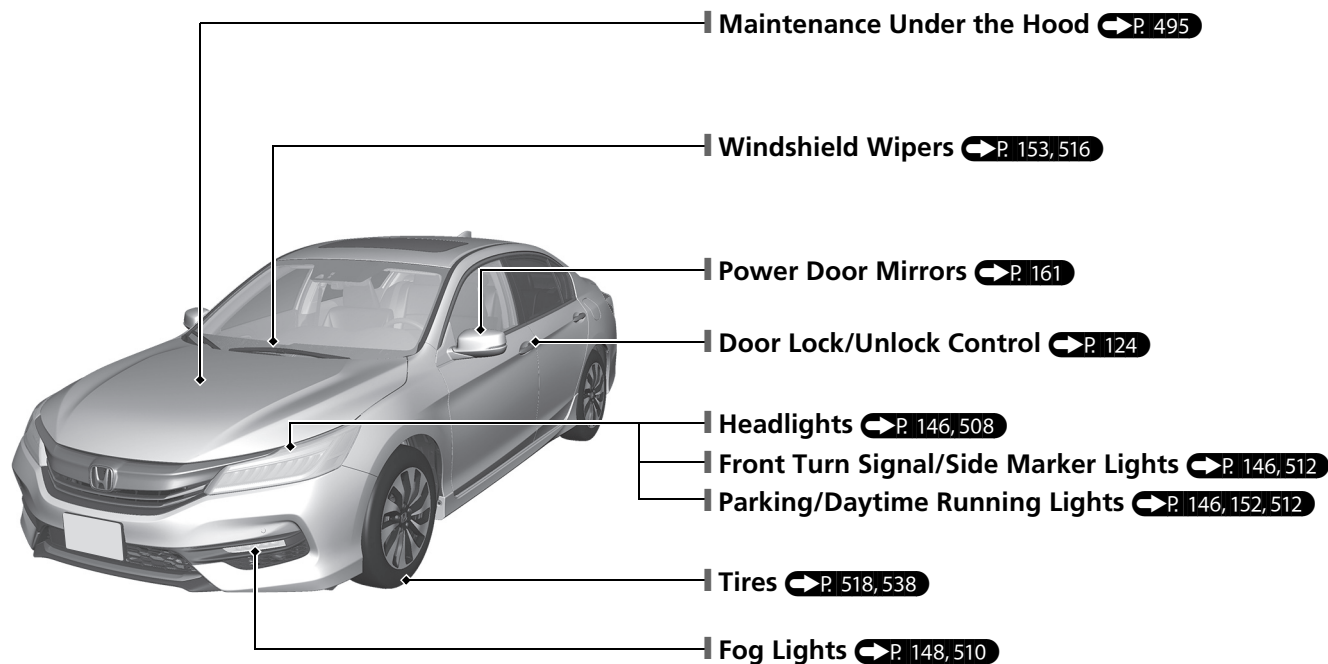 Maintenance Under the Hood P. 495
Windshield Wipers P. 153, 516
Power Door Mirrors P. 161
Door Lock/Unlock Control P. 124
Headlights P. 146, 508
Front Turn Signal/Side Marker Lights P. 146, 512
Parking/Daytime Running Lights P. 146, 152, 512
Tires P. 518, 538
Fog Lights P. 148, 510